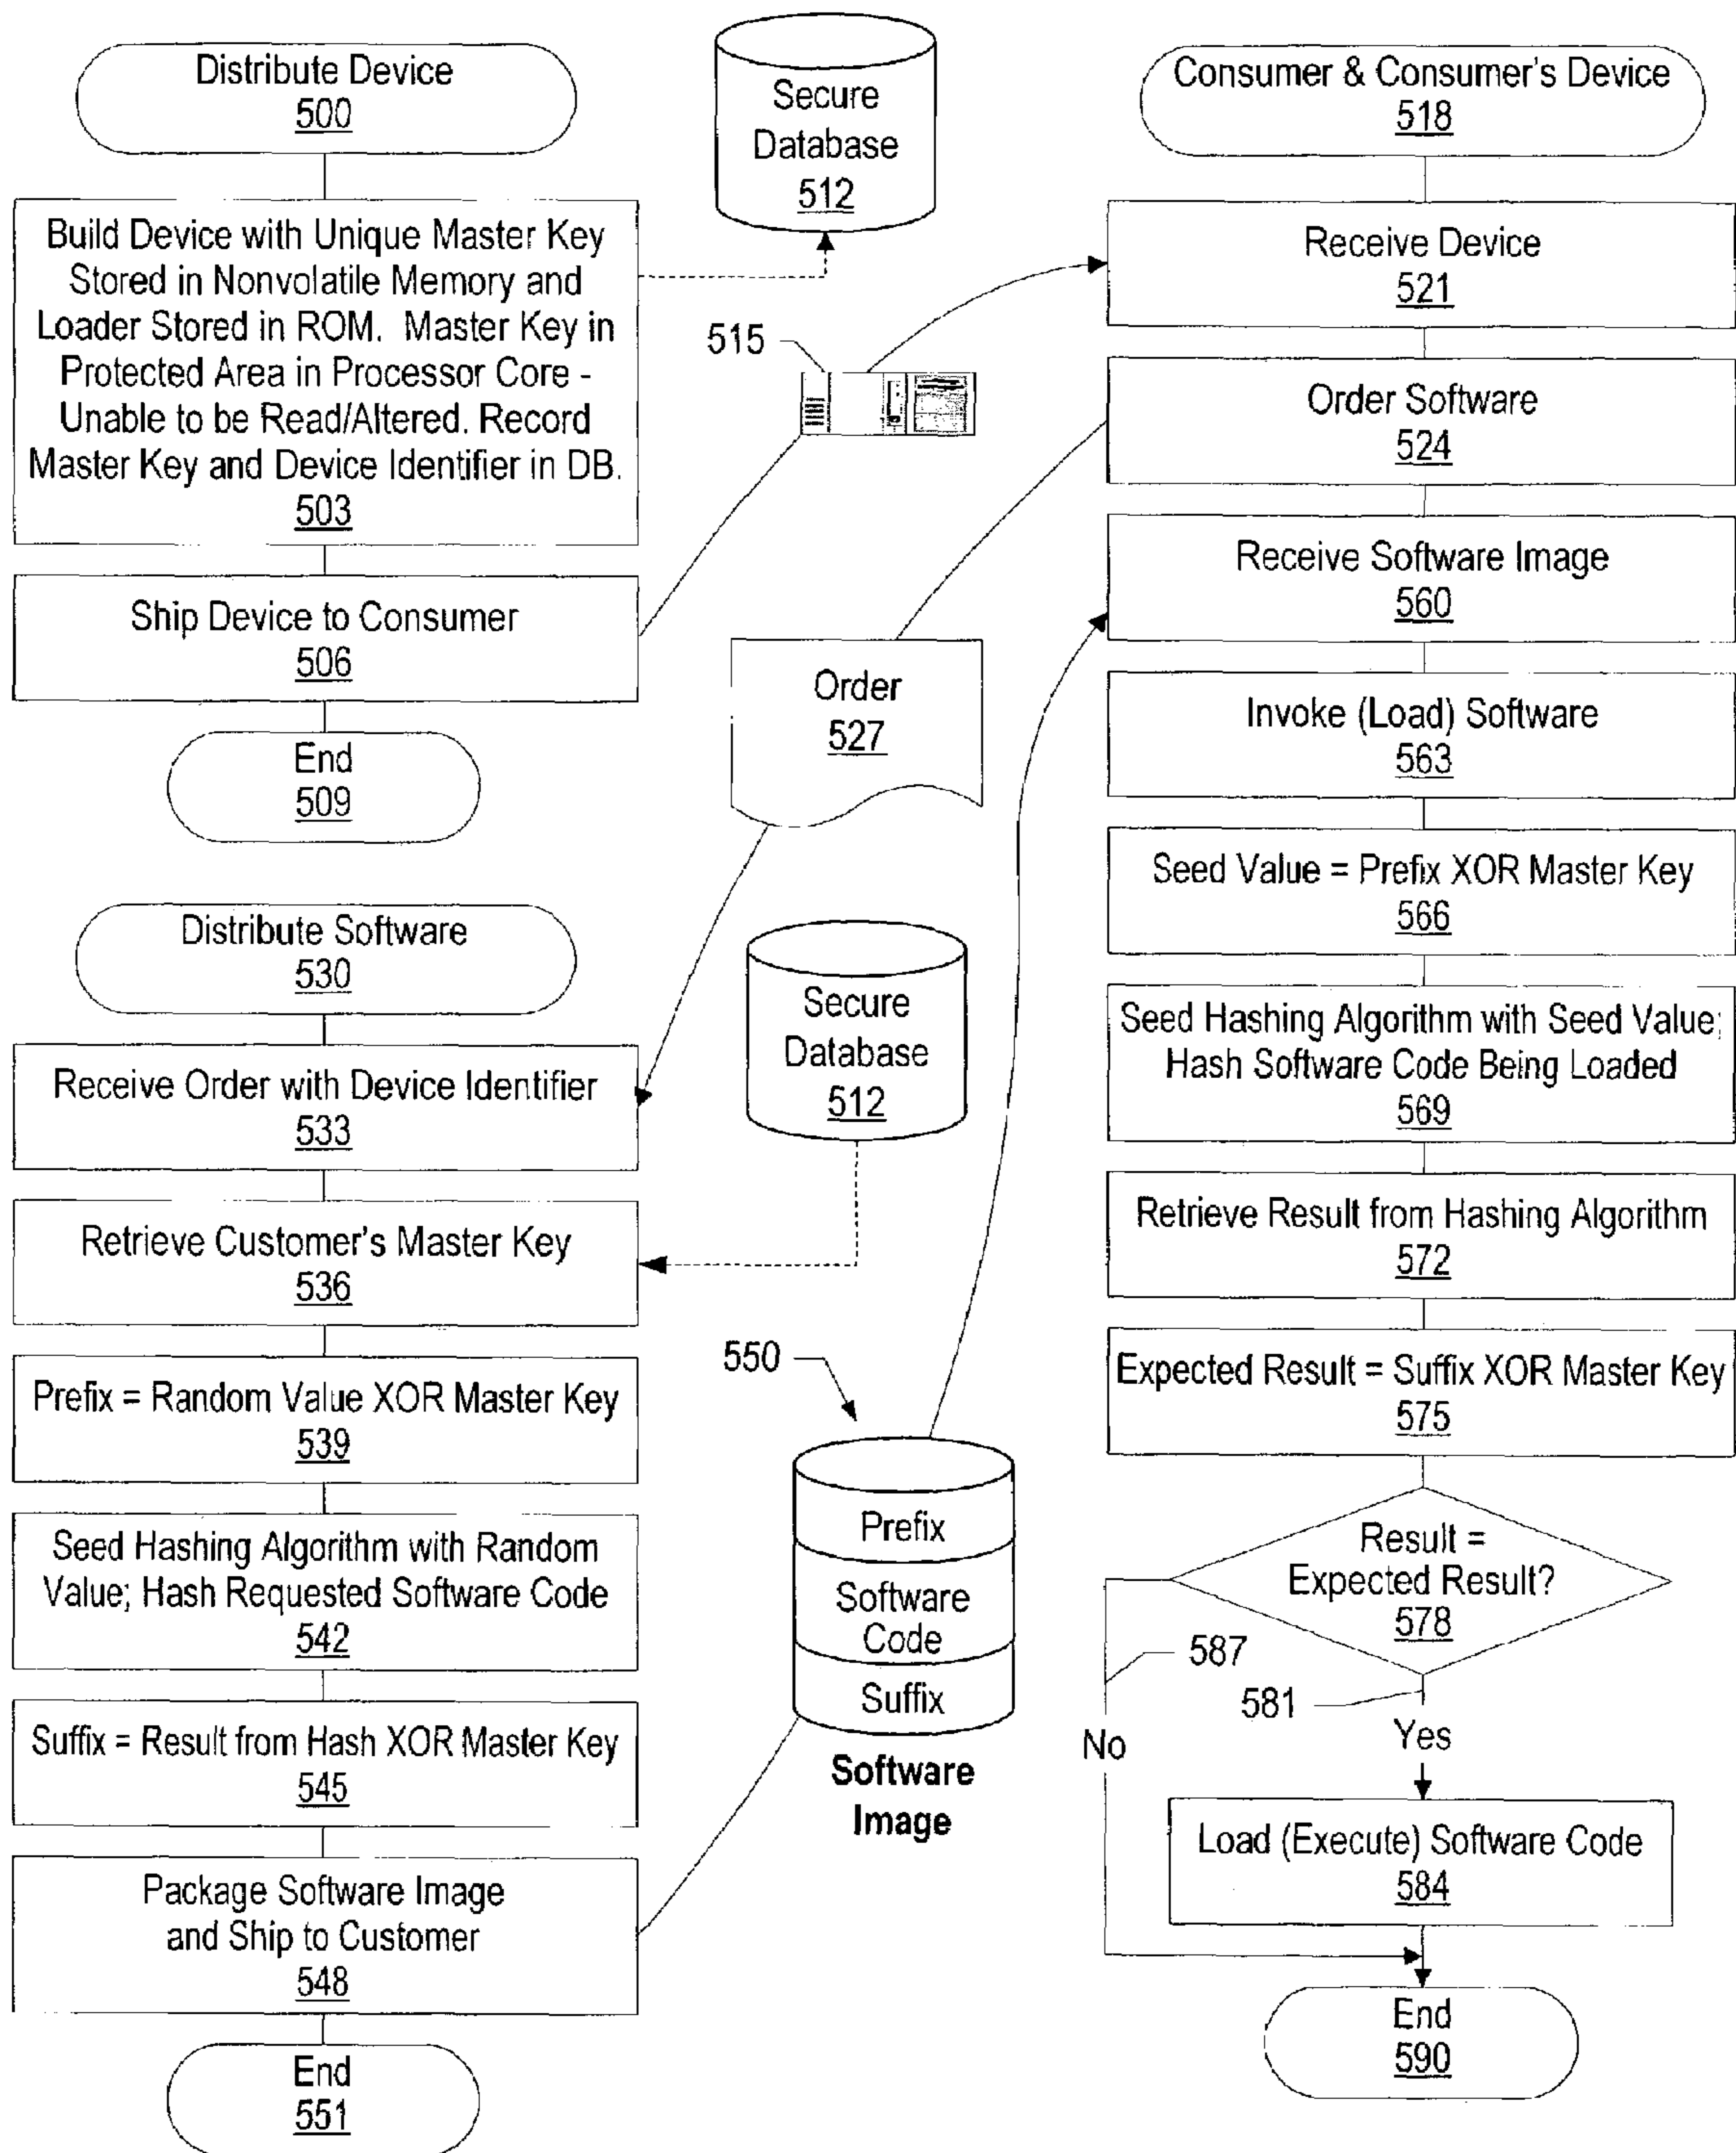 Distribute Device
500
Build Device with Unique Master Key
Stored in Nonvolatile Memory and
Loader Stored in ROM. Master Key in
Protected Area in Processor Core -
Unable to be Read/Altered. Record
Master Key and Device Identifier in DB.
503
Ship Device to Consumer
506
End
509
Secure
Database
512
515
Order
527
Distribute Software
530
Receive Order with Device Identifier
533
Retrieve Customer's Master Key
536
Prefix = Random Value XOR Master Key
539
Seed Hashing Algorithm with Random
Value; Hash Requested Software Code
542
Suffix = Result from Hash XOR Master Key
545
Package Software Image
and Ship to Customer
548
End
551
Secure
Database
512
550
Prefix
Software
Code
Suffix
Software
Image
Consumer & Consumer's Device
518
Receive Device
521
Order Software
524
Receive Software Image
560
Invoke (Load) Software
563
Seed Value = Prefix XOR Master Key
566
Seed Hashing Algorithm with Seed Value;
Hash Software Code Being Loaded
569
Retrieve Result from Hashing Algorithm
572
Expected Result = Suffix XOR Master Key
575
Result =
Expected Result?
578
587
581
No
Yes
Load (Execute) Software Code
584
End
590